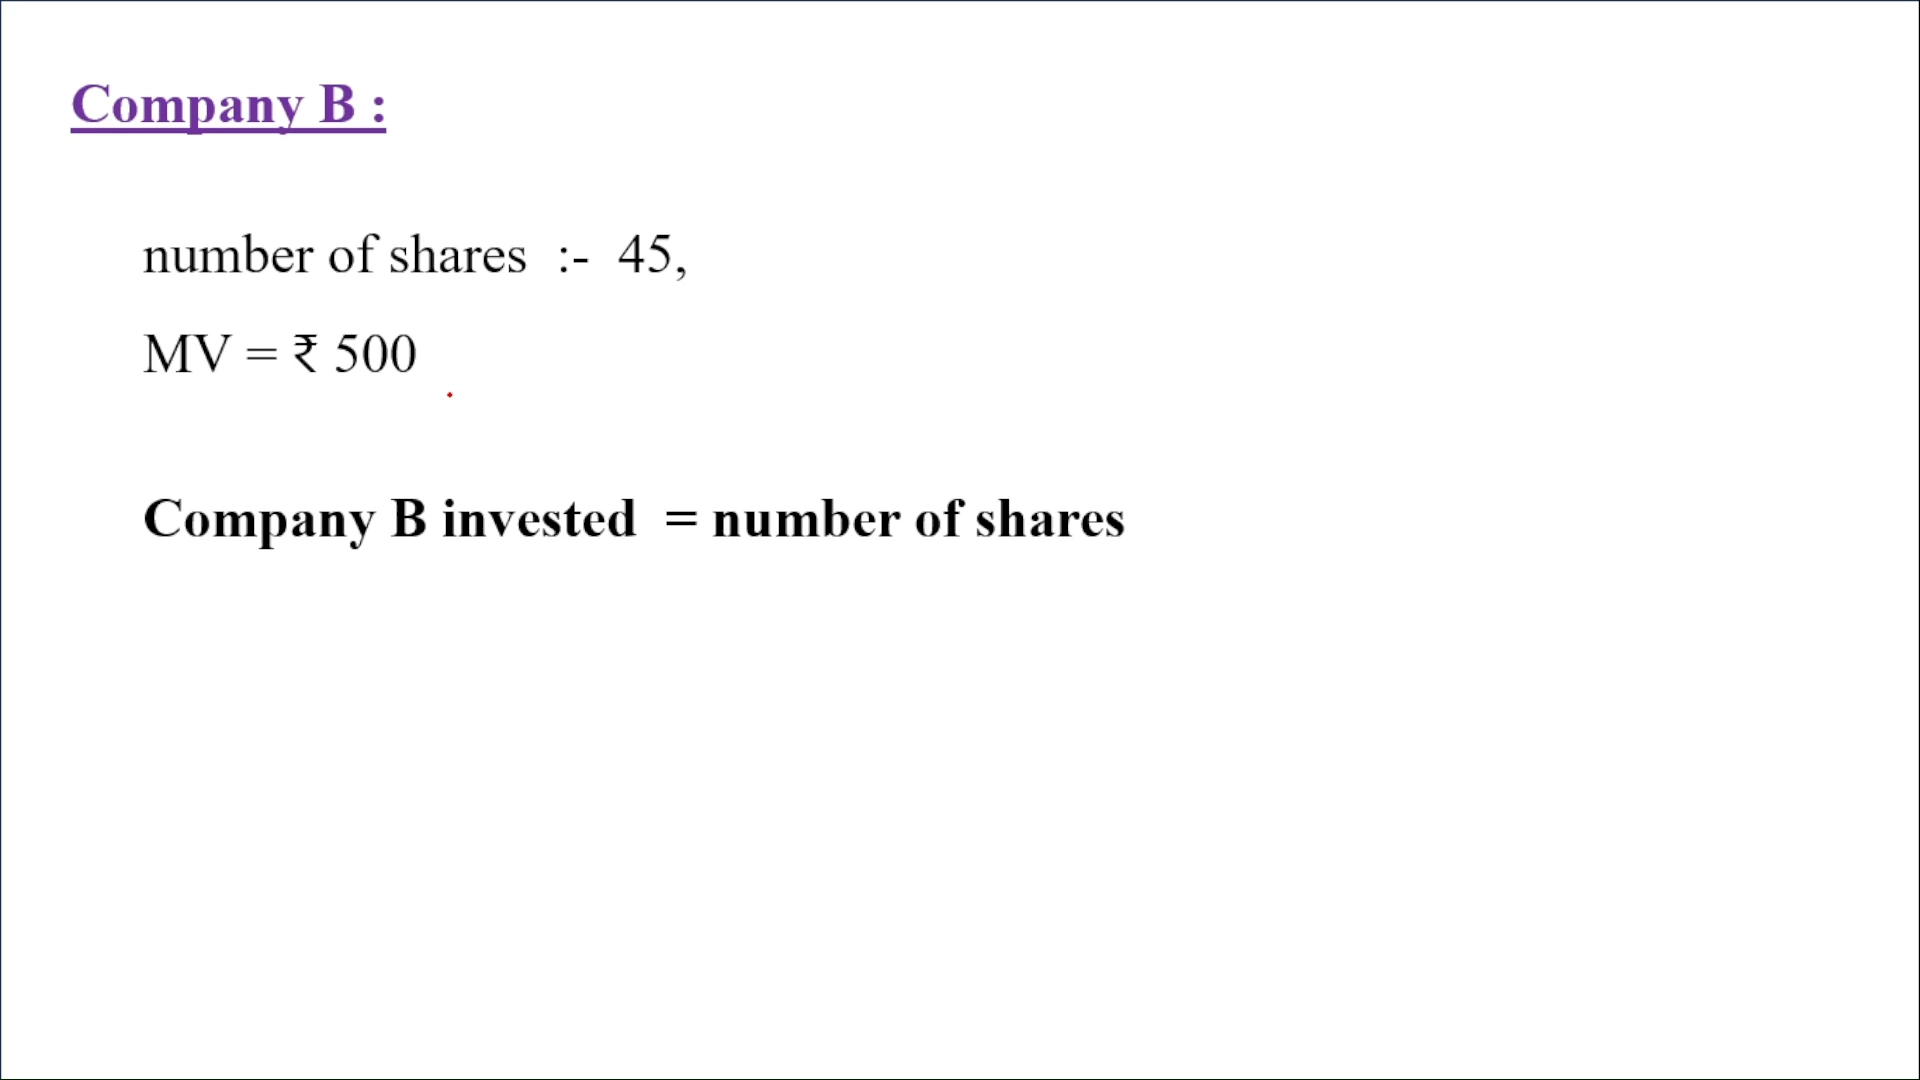 Company B :
number of shares :- 45,
MV = ₹ 500
Company B invested = number of shares